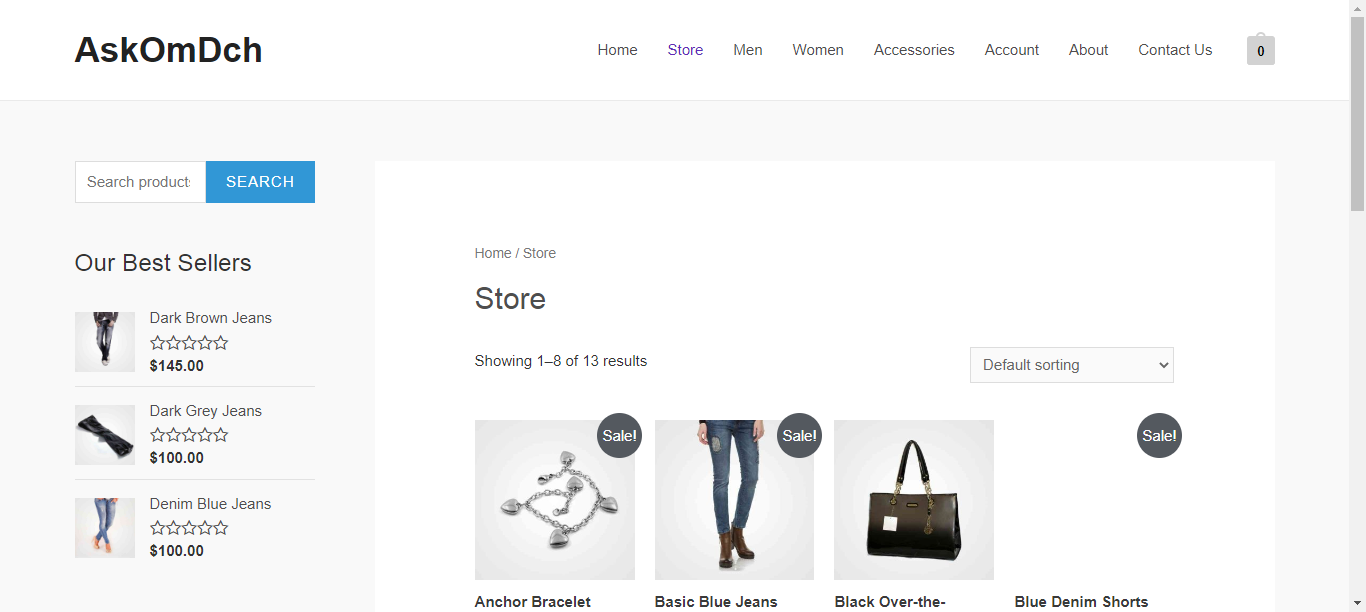 AskOmDch
Home Store Men Women Accessories Account About Contact Us 0
Search product
SEARCH
Our Best Sellers
Dark Brown Jeans
$145.00
Dark Grey Jeans
$100.00
Denim Blue Jeans
$100.00
Home / Store
Store
Showing 1–8 of 13 results
Default sorting
Sale!
Sale!
Sale!
Anchor Bracelet
Basic Blue Jeans
Black Over-the-
Blue Denim Shorts